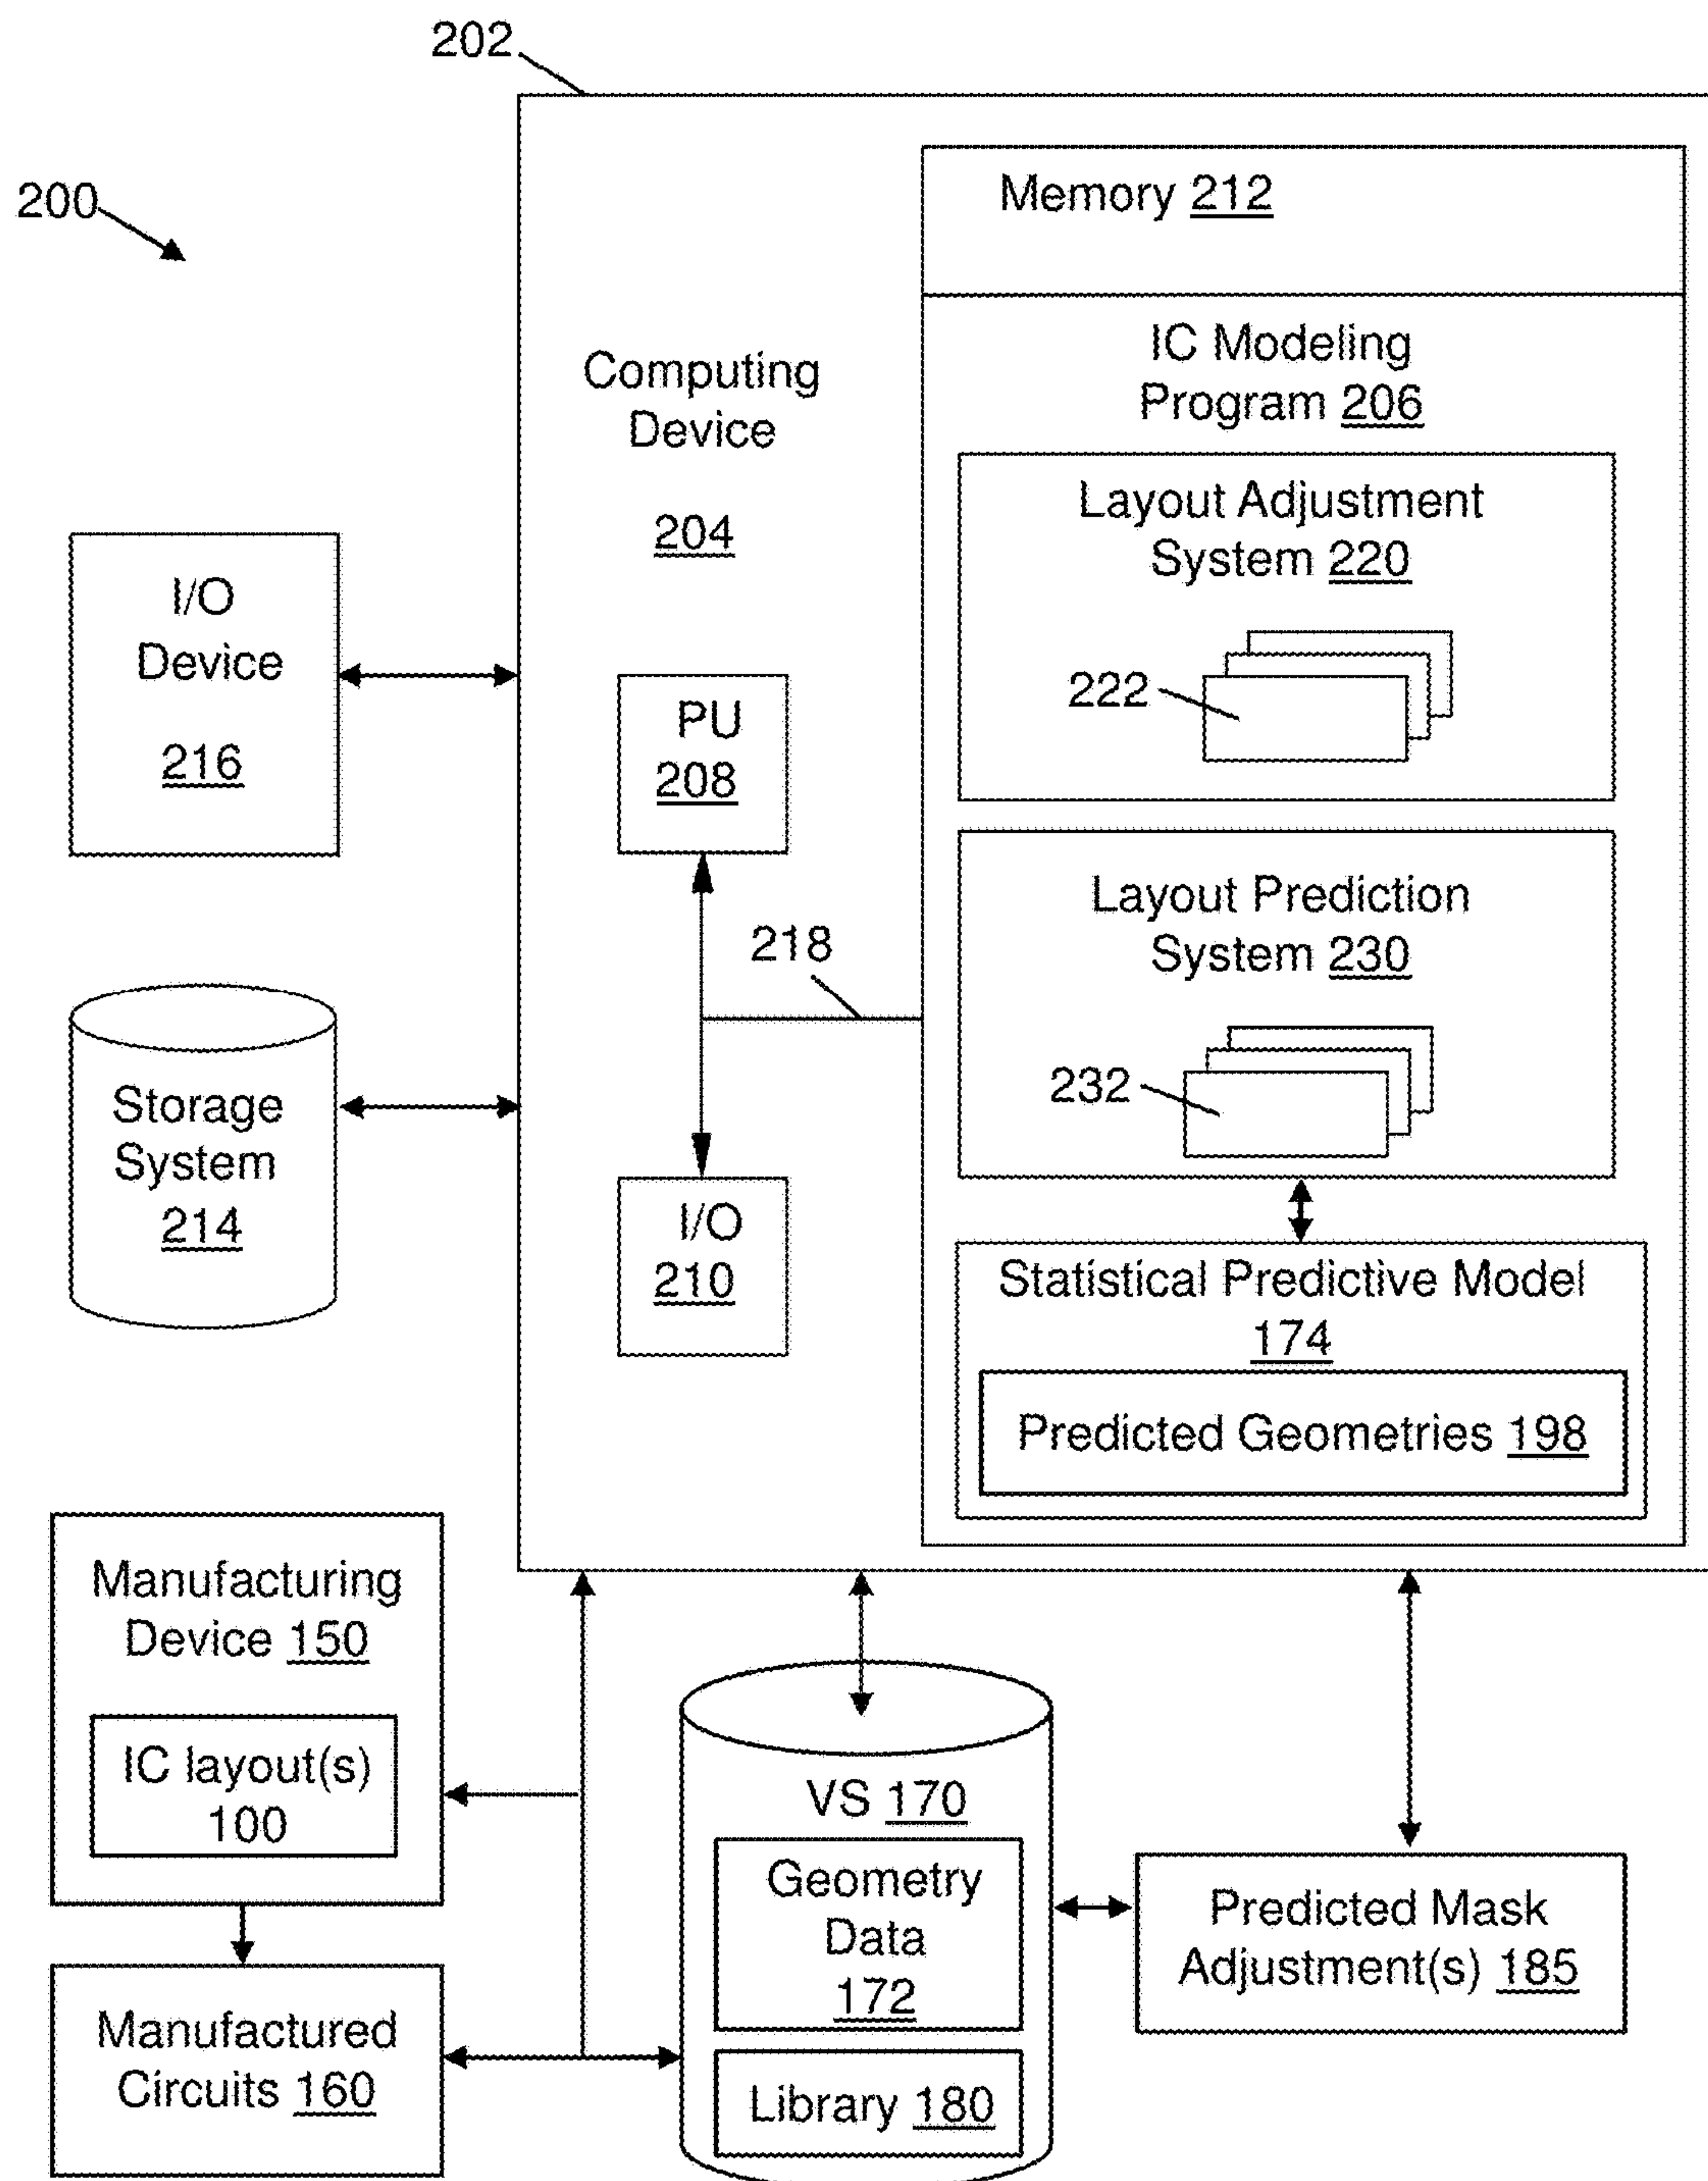 202
200
Memory 212
IC Modeling
Program 206
Computing
Device
204
Layout Adjustment
System 220
222
I/O
Device
216
PU
208
Layout Prediction
System 230
232
218
Storage
System
214
I/O
210
Statistical Predictive Model
174
Predicted Geometries 198
Manufacturing
Device 150
IC layout(s)
100
VS 170
Geometry
Data
172
Library 180
Predicted Mask
Adjustment(s) 185
Manufactured
Circuits 160